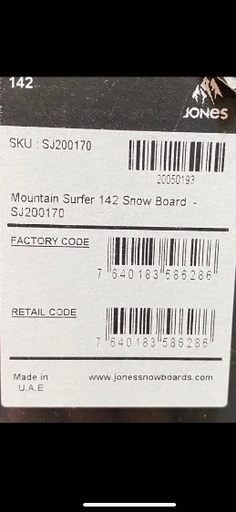 142
JONES
SKU : SJ200170
20050193
Mountain Surfer 142 Snow Board -
SJ200170
FACTORY CODE
7 640183 586286
RETAIL CODE
7 640183 586286
Made in
U.A.E
www.jonessnowboards.com